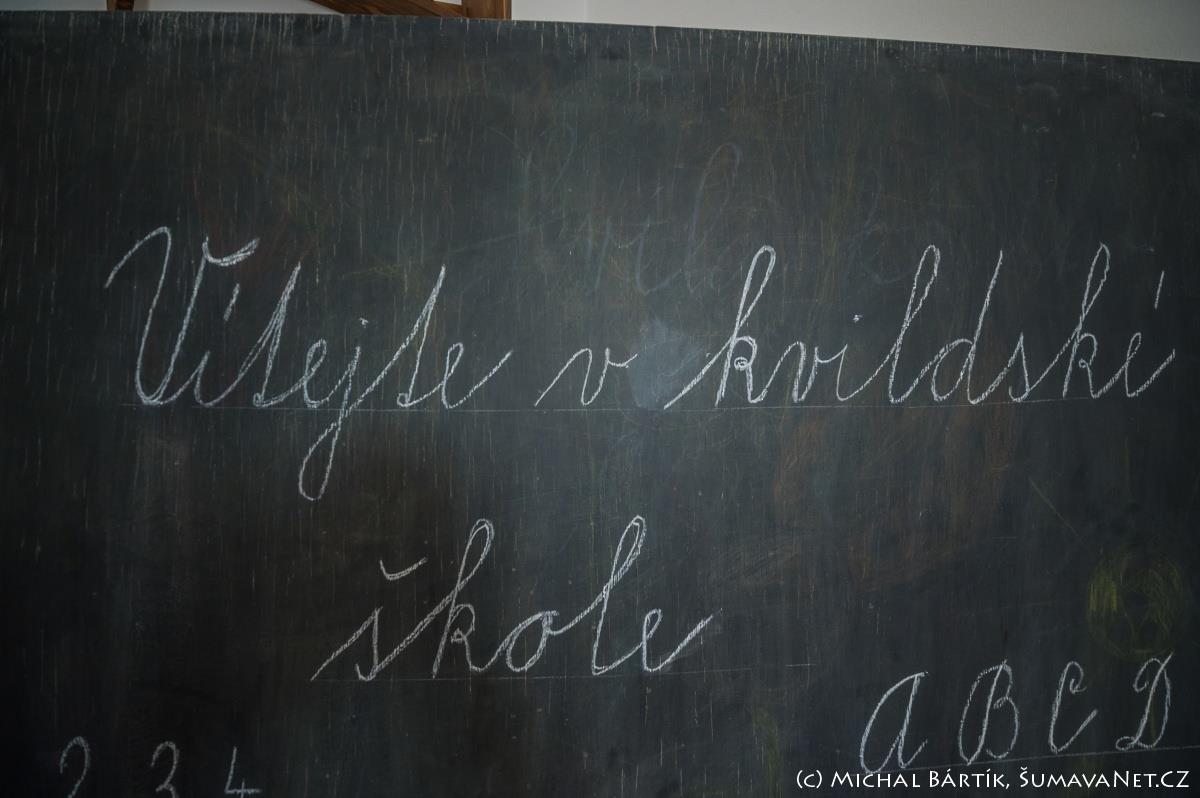 Vítejte v kvildské
škole
A B C D
2 3 4
(c) Michal Bártík, ŠumavaNet.CZ